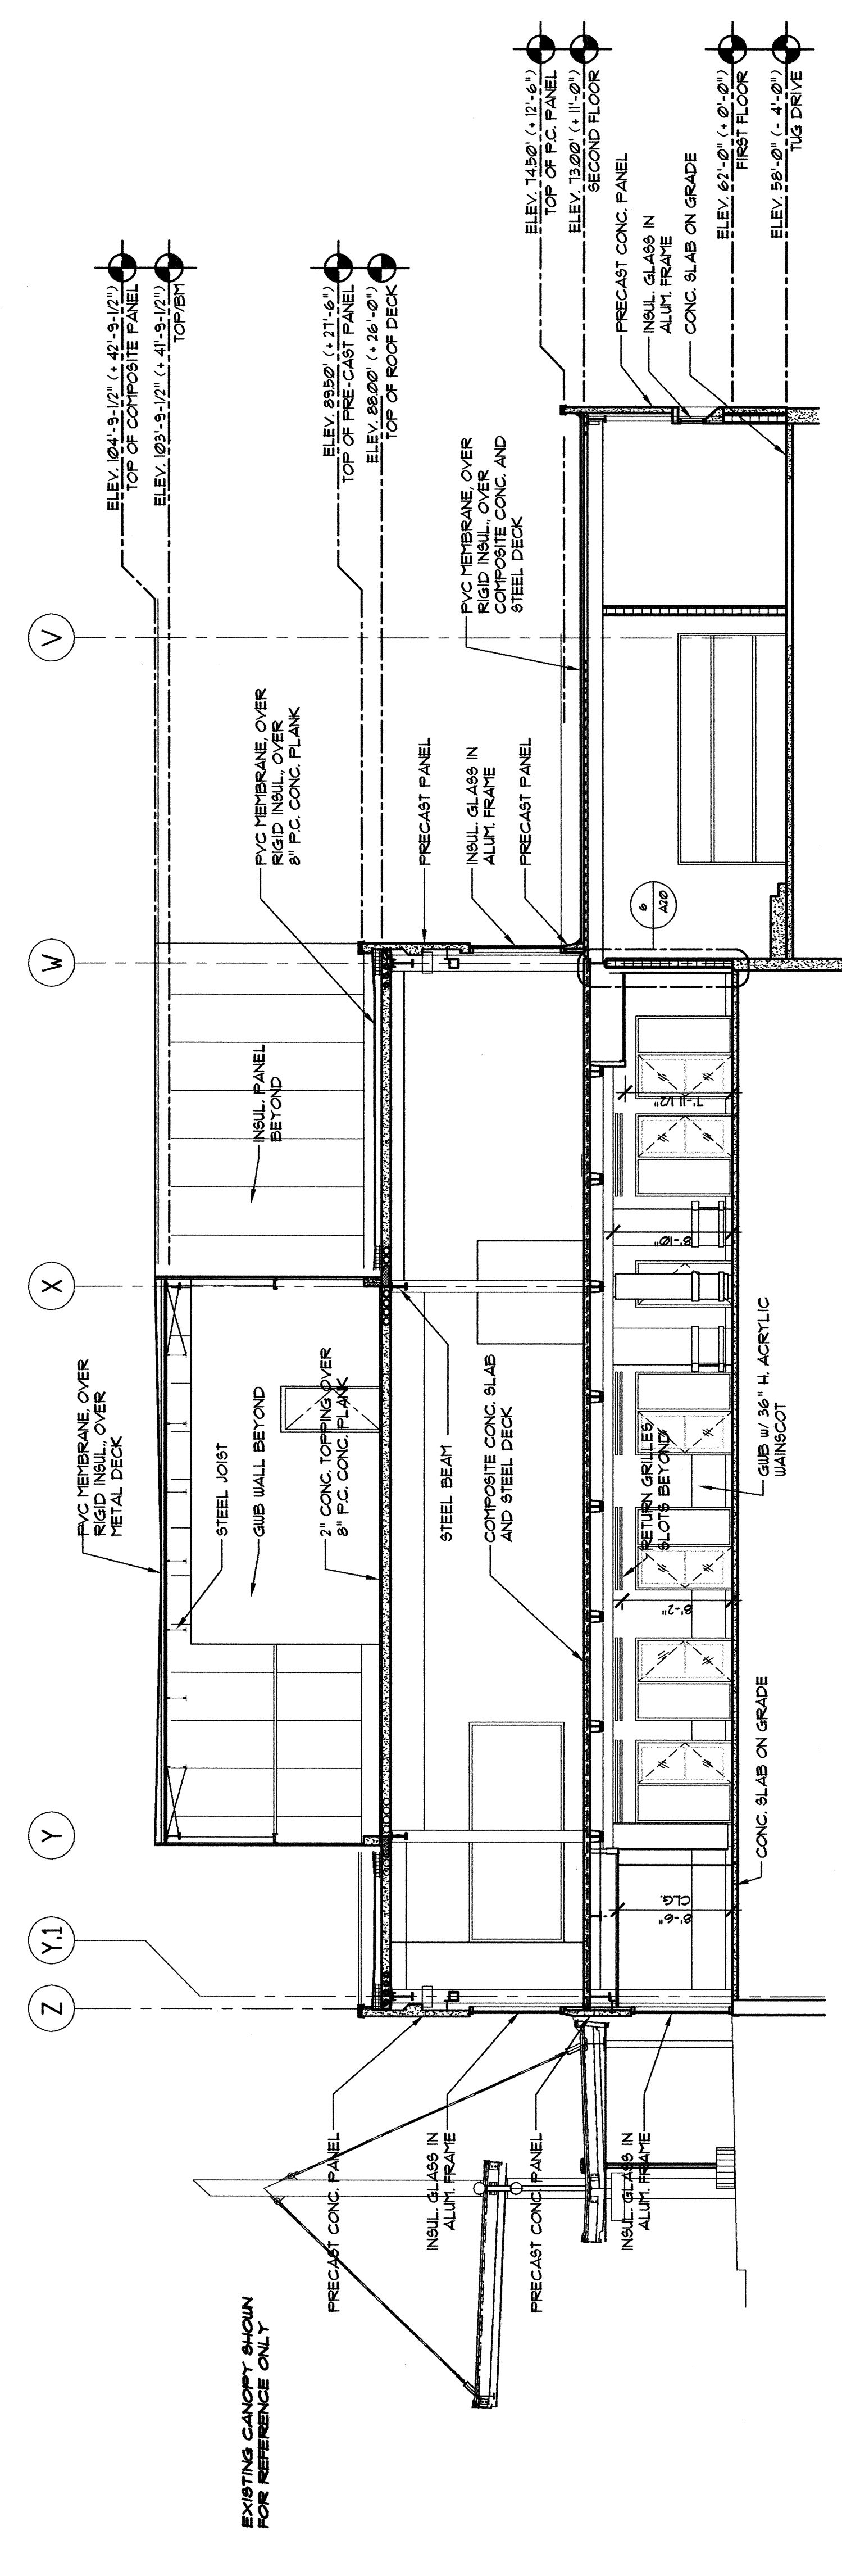 ELEV. 104'-9-1/2" (+ 42'-9-1/2")
TOP OF COMPOSITE PANEL
ELEV. 103'-9-1/2" (+ 41'-9-1/2")
TOP/BM
ELEV. 89.50' (+ 27'-6")
TOP OF PRE-CAST PANEL
ELEV. 88.00' (+ 26'-0")
TOP OF ROOF DECK
ELEV. 74.50' (+ 12'-6")
TOP OF P.C. PANEL
ELEV. 73.00' (+ 11'-0")
SECOND FLOOR
ELEV. 62'-0" (+ 0'-0")
FIRST FLOOR
ELEV. 58'-0" (- 4'-0")
TUG DRIVE
Z
Y.1
Y
X
W
V
EXISTING CANOPY SHOWN
FOR REFERENCE ONLY
PRECAST CONC. PANEL
INSUL. GLASS IN
ALUM. FRAME
PRECAST CONC. PANEL
INSUL. GLASS IN
ALUM. FRAME
PVC MEMBRANE, OVER
RIGID INSUL., OVER
METAL DECK
STEEL JOIST
GWB WALL BEYOND
2" CONC. TOPPING OVER
8" P.C. CONC. PLANK
STEEL BEAM
COMPOSITE CONC. SLAB
AND STEEL DECK
RETURN GRILLES
SLOTS BEYOND
GWB w/ 36" H. ACRYLIC
WAINSCOT
CONC. SLAB ON GRADE
8'-6"
CLG.
8'-2"
8'-10"
7'-11 1/2"
INSUL. PANEL
BEYOND
PVC MEMBRANE, OVER
RIGID INSUL., OVER
8" P.C. CONC. PLANK
PRECAST PANEL
INSUL. GLASS IN
ALUM. FRAME
PRECAST PANEL
6
A20
PVC MEMBRANE, OVER
RIGID INSUL., OVER
COMPOSITE CONC. AND
STEEL DECK
PRECAST CONC. PANEL
INSUL. GLASS IN
ALUM. FRAME
CONC. SLAB ON GRADE